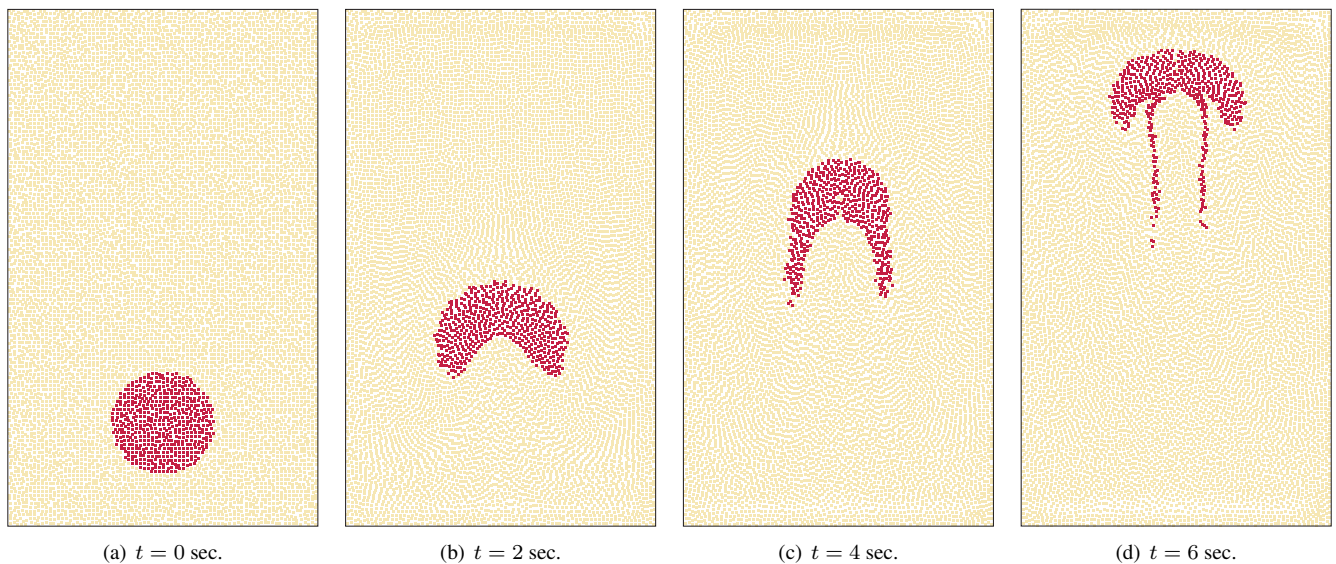 (a) t = 0 sec.
(b) t = 2 sec.
(c) t = 4 sec.
(d) t = 6 sec.